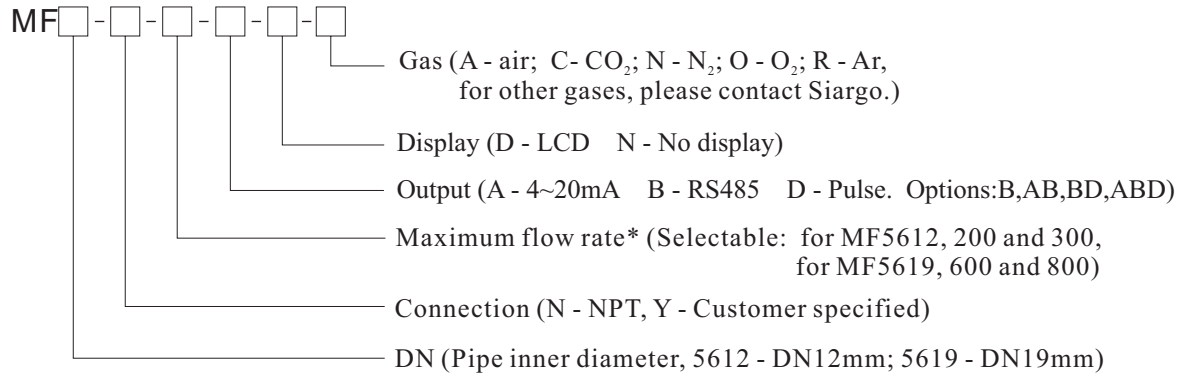 MF□-□-□-□-□-□
Gas (A - air; C- CO₂; N - N₂; O - O₂; R - Ar,
for other gases, please contact Siargo.)
Display (D - LCD N - No display)
Output (A - 4~20mA B - RS485 D - Pulse. Options:B,AB,BD,ABD)
Maximum flow rate* (Selectable: for MF5612, 200 and 300,
for MF5619, 600 and 800)
Connection (N - NPT, Y - Customer specified)
DN (Pipe inner diameter, 5612 - DN12mm; 5619 - DN19mm)